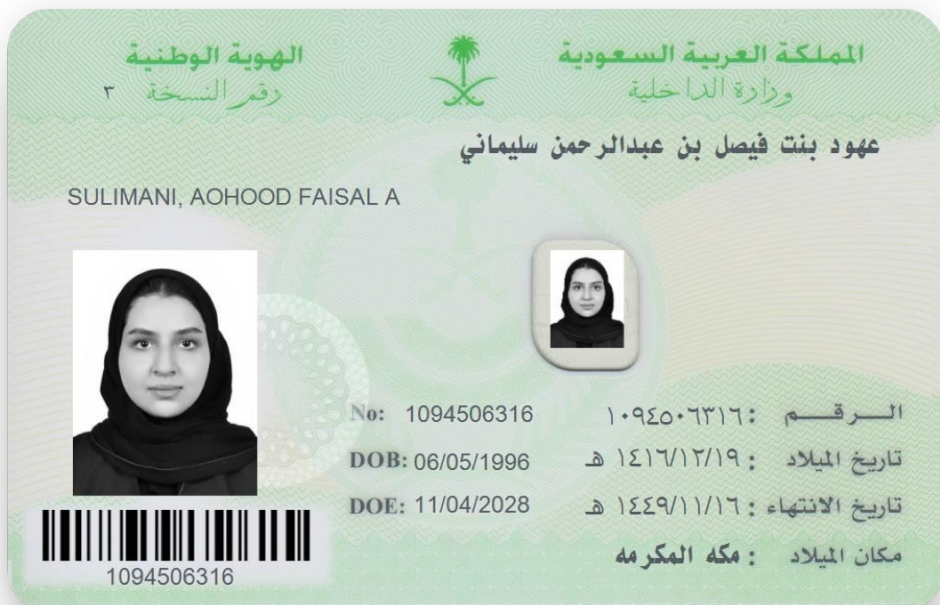 المملكة العربية السعودية
وزارة الداخلية
الهوية الوطنية
رقم النسخة ٣
عهود بنت فيصل بن عبدالرحمن سليماني
SULIMANI, AOHOOD FAISAL A
الـــرقـــــم : ١٠٩٤٥٠٦٣١٦ No: 1094506316
تاريخ الميلاد : ١٤١٦/١٢/١٩ هـ DOB: 06/05/1996
تاريخ الانتهاء : ١٤٤٩/١١/١٦ هـ DOE: 11/04/2028
مكان الميلاد : مكه المكرمه
1094506316